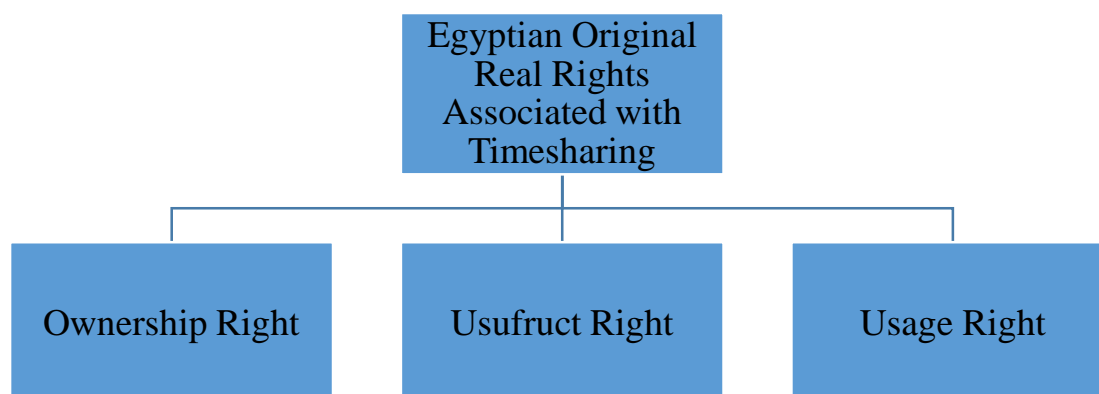 Egyptian Original
Real Rights
Associated with
Timesharing
Ownership Right
Usufruct Right
Usage Right